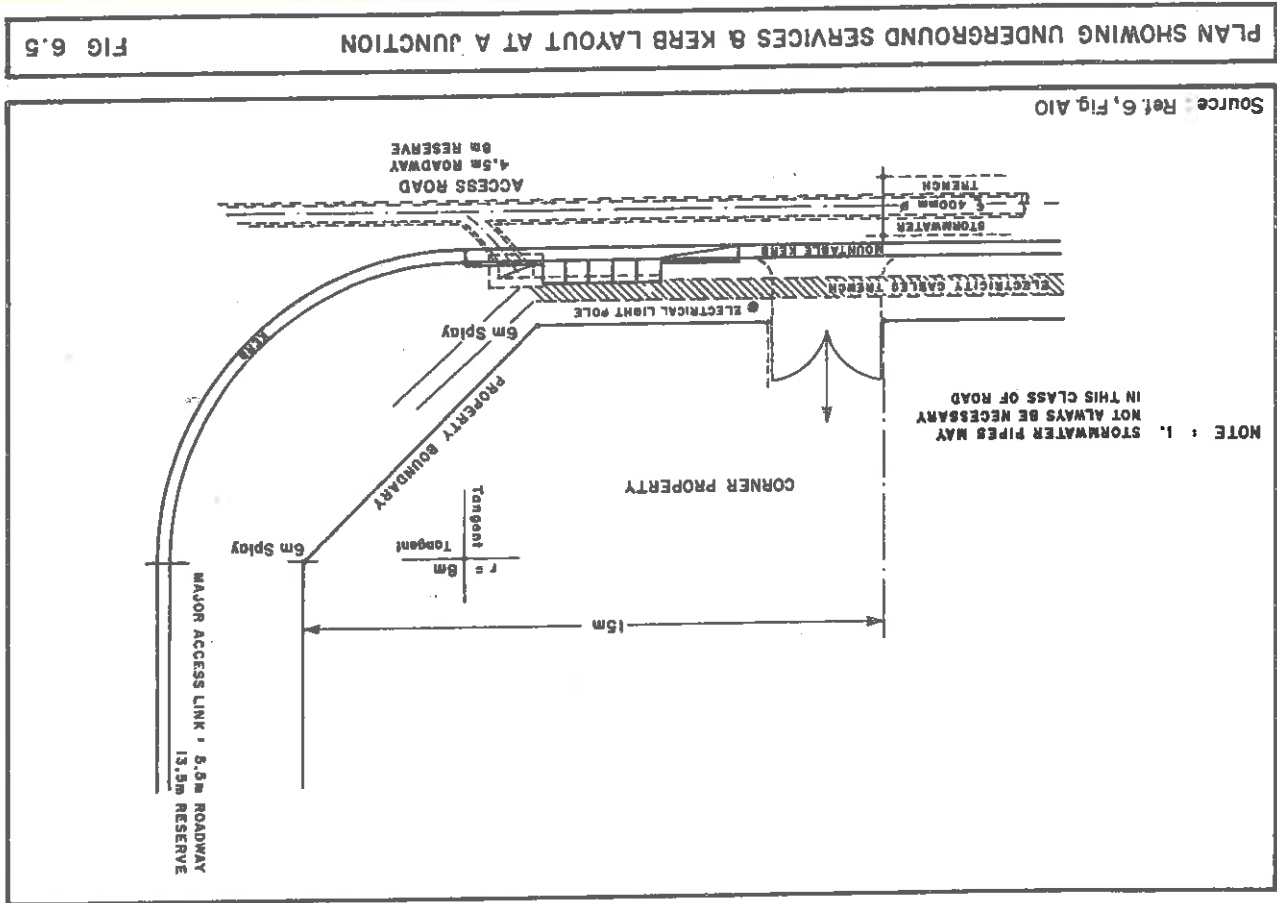 MAJOR ACCESS LINK : 5.5m ROADWAY
13,5m RESERVE
15m
r = 8m
Tangent
Tangent
6m Splay
CORNER PROPERTY
PROPERTY BOUNDARY
KERB
NOTE : 1. STORMWATER PIPES MAY
NOT ALWAYS BE NECESSARY
IN THIS CLASS OF ROAD
6m Splay
ELECTRICAL LIGHT POLE
ELECTRICITY CABLES TRENCH
MOUNTABLE KERB
STORMWATER
℄ 400mm ø
TRENCH
ACCESS ROAD
4,5m ROADWAY
8m RESERVE
Source : Ref. 6, Fig. A10
PLAN SHOWING UNDERGROUND SERVICES & KERB LAYOUT AT A JUNCTION
FIG 6.5